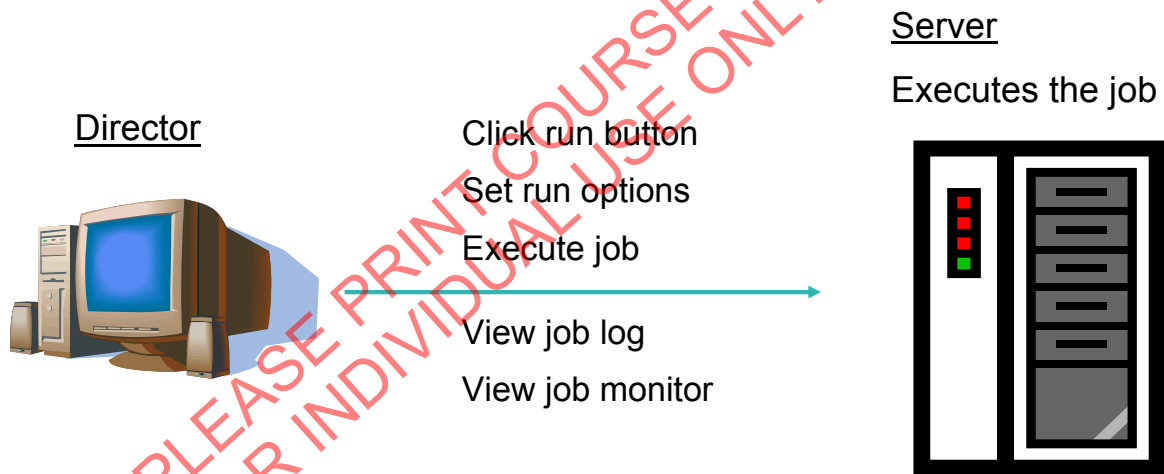 Server
Executes the job
Director
Click run button
Set run options
Execute job
View job log
View job monitor
PLEASE PRINT COURSE
R INDIVIDUAL USE ONLY